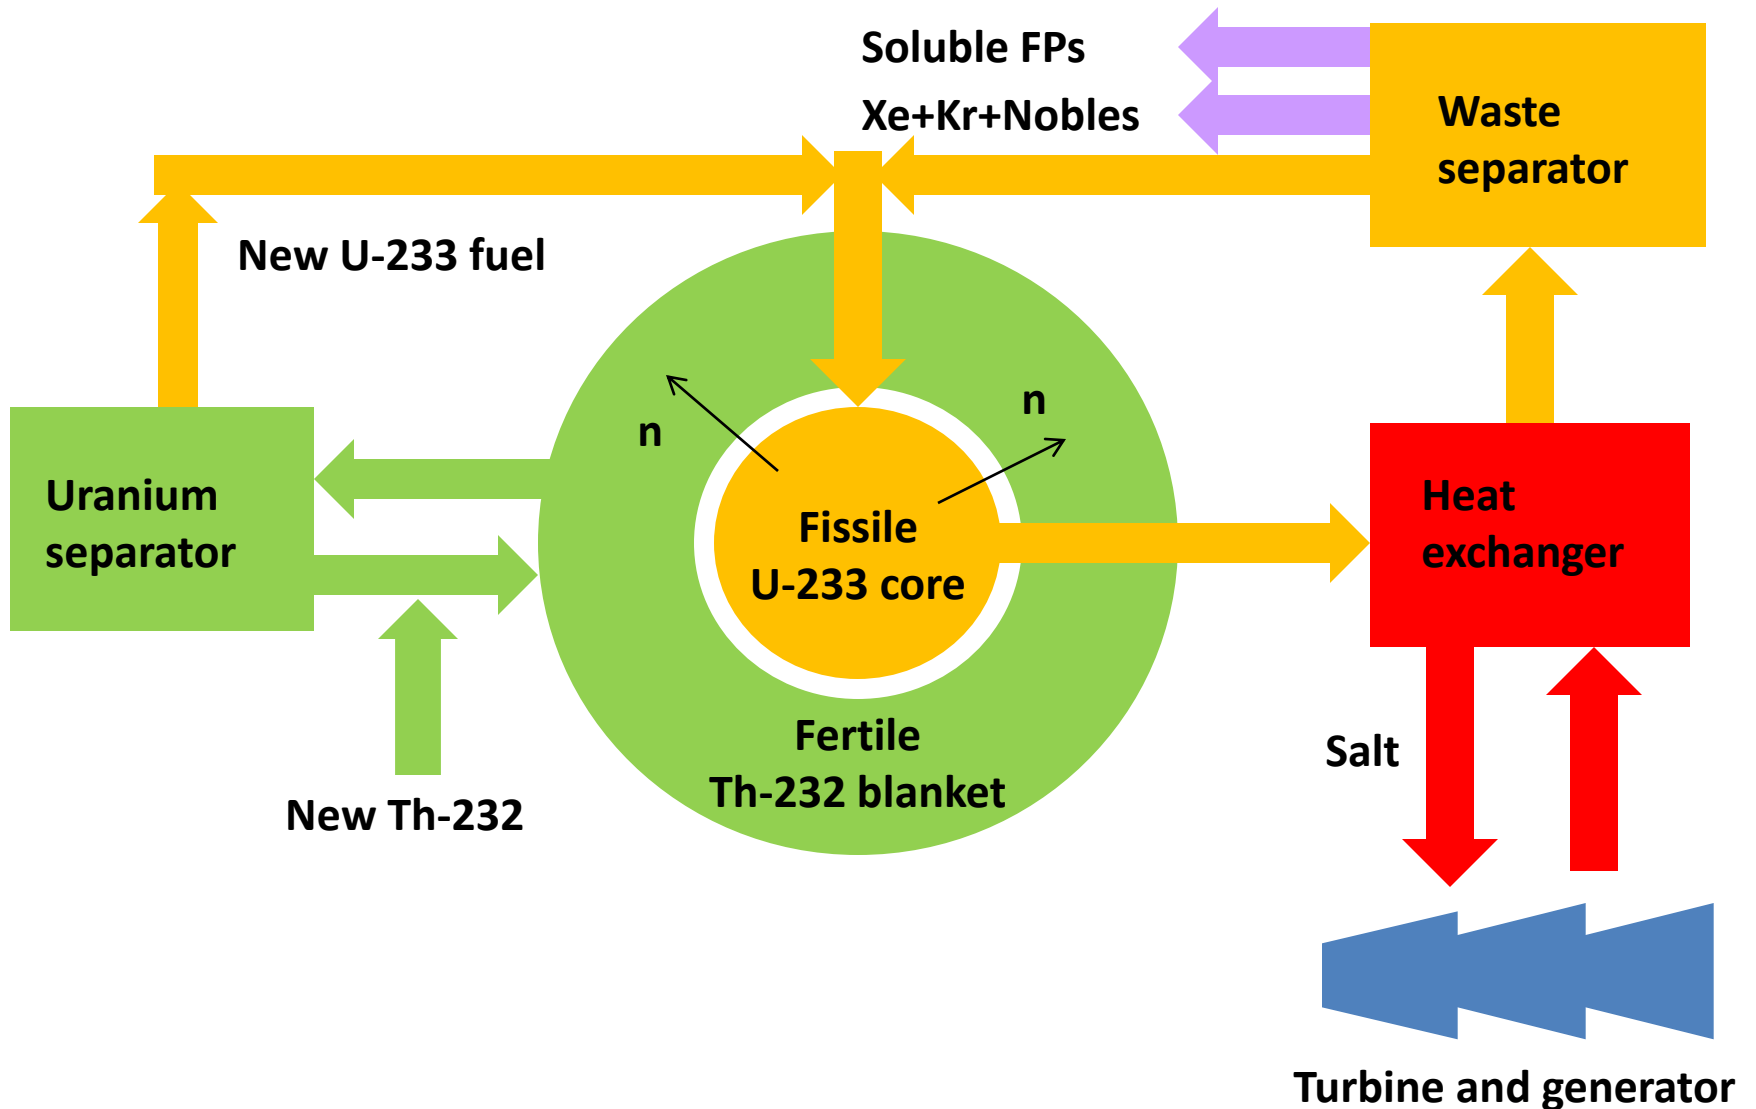 Soluble FPs
Xe+Kr+Nobles
Waste
separator
New U-233 fuel
n
n
Uranium
separator
Fissile
U-233 core
Heat
exchanger
Fertile
Th-232 blanket
Salt
New Th-232
Turbine and generator